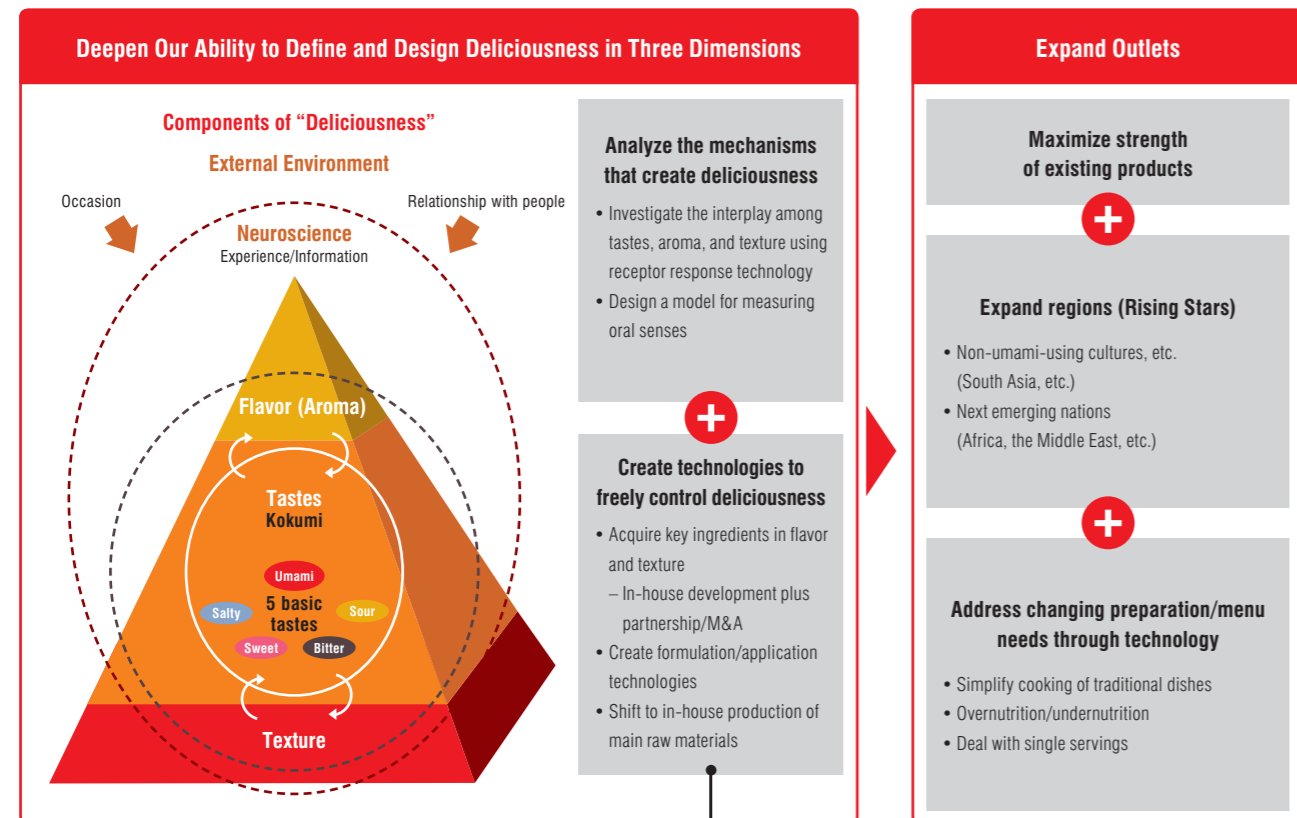 Deepen Our Ability to Define and Design Deliciousness in Three Dimensions
Components of “Deliciousness”
External Environment
Occasion
Relationship with people
Neuroscience
Experience/Information
Flavor (Aroma)
Tastes
Kokumi
Umami
Salty
5 basic
tastes
Sour
Sweet
Bitter
Texture
Analyze the mechanisms
that create deliciousness
• Investigate the interplay among
tastes, aroma, and texture using
receptor response technology
• Design a model for measuring
oral senses
+
Create technologies to
freely control deliciousness
• Acquire key ingredients in flavor
and texture
– In-house development plus
partnership/M&A
• Create formulation/application
technologies
• Shift to in-house production of
main raw materials
Expand Outlets
Maximize strength
of existing products
+
Expand regions (Rising Stars)
• Non-umami-using cultures, etc.
(South Asia, etc.)
• Next emerging nations
(Africa, the Middle East, etc.)
+
Address changing preparation/menu
needs through technology
• Simplify cooking of traditional dishes
• Overnutrition/undernutrition
• Deal with single servings